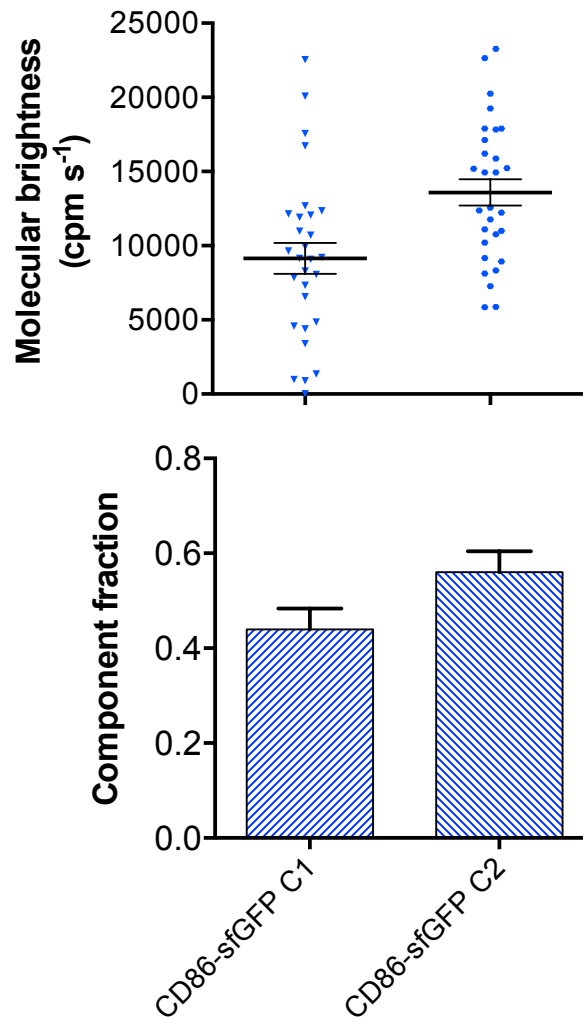 Molecular brightness
(cpm s⁻¹)
25000
20000
15000
10000
5000
0
Component fraction
0.8
0.6
0.4
0.2
0.0
CD86-sfGFP C1
CD86-sfGFP C2